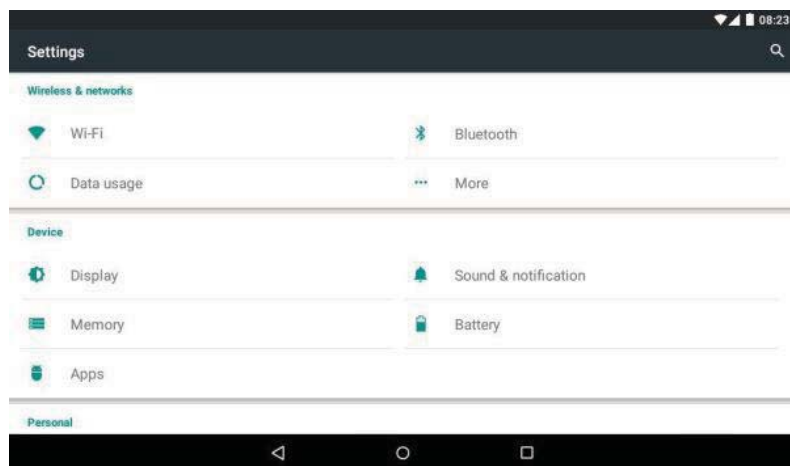 08:23
Settings
Wireless & networks
Wi-Fi Bluetooth
Data usage More
Device
Display Sound & notification
Memory Battery
Apps
Personal